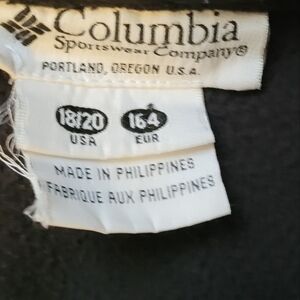 Columbia
Sportswear Company®
PORTLAND, OREGON U.S.A.
18/20 164
USA EUR
MADE IN PHILIPPINES
FABRIQUE AUX PHILIPPINES